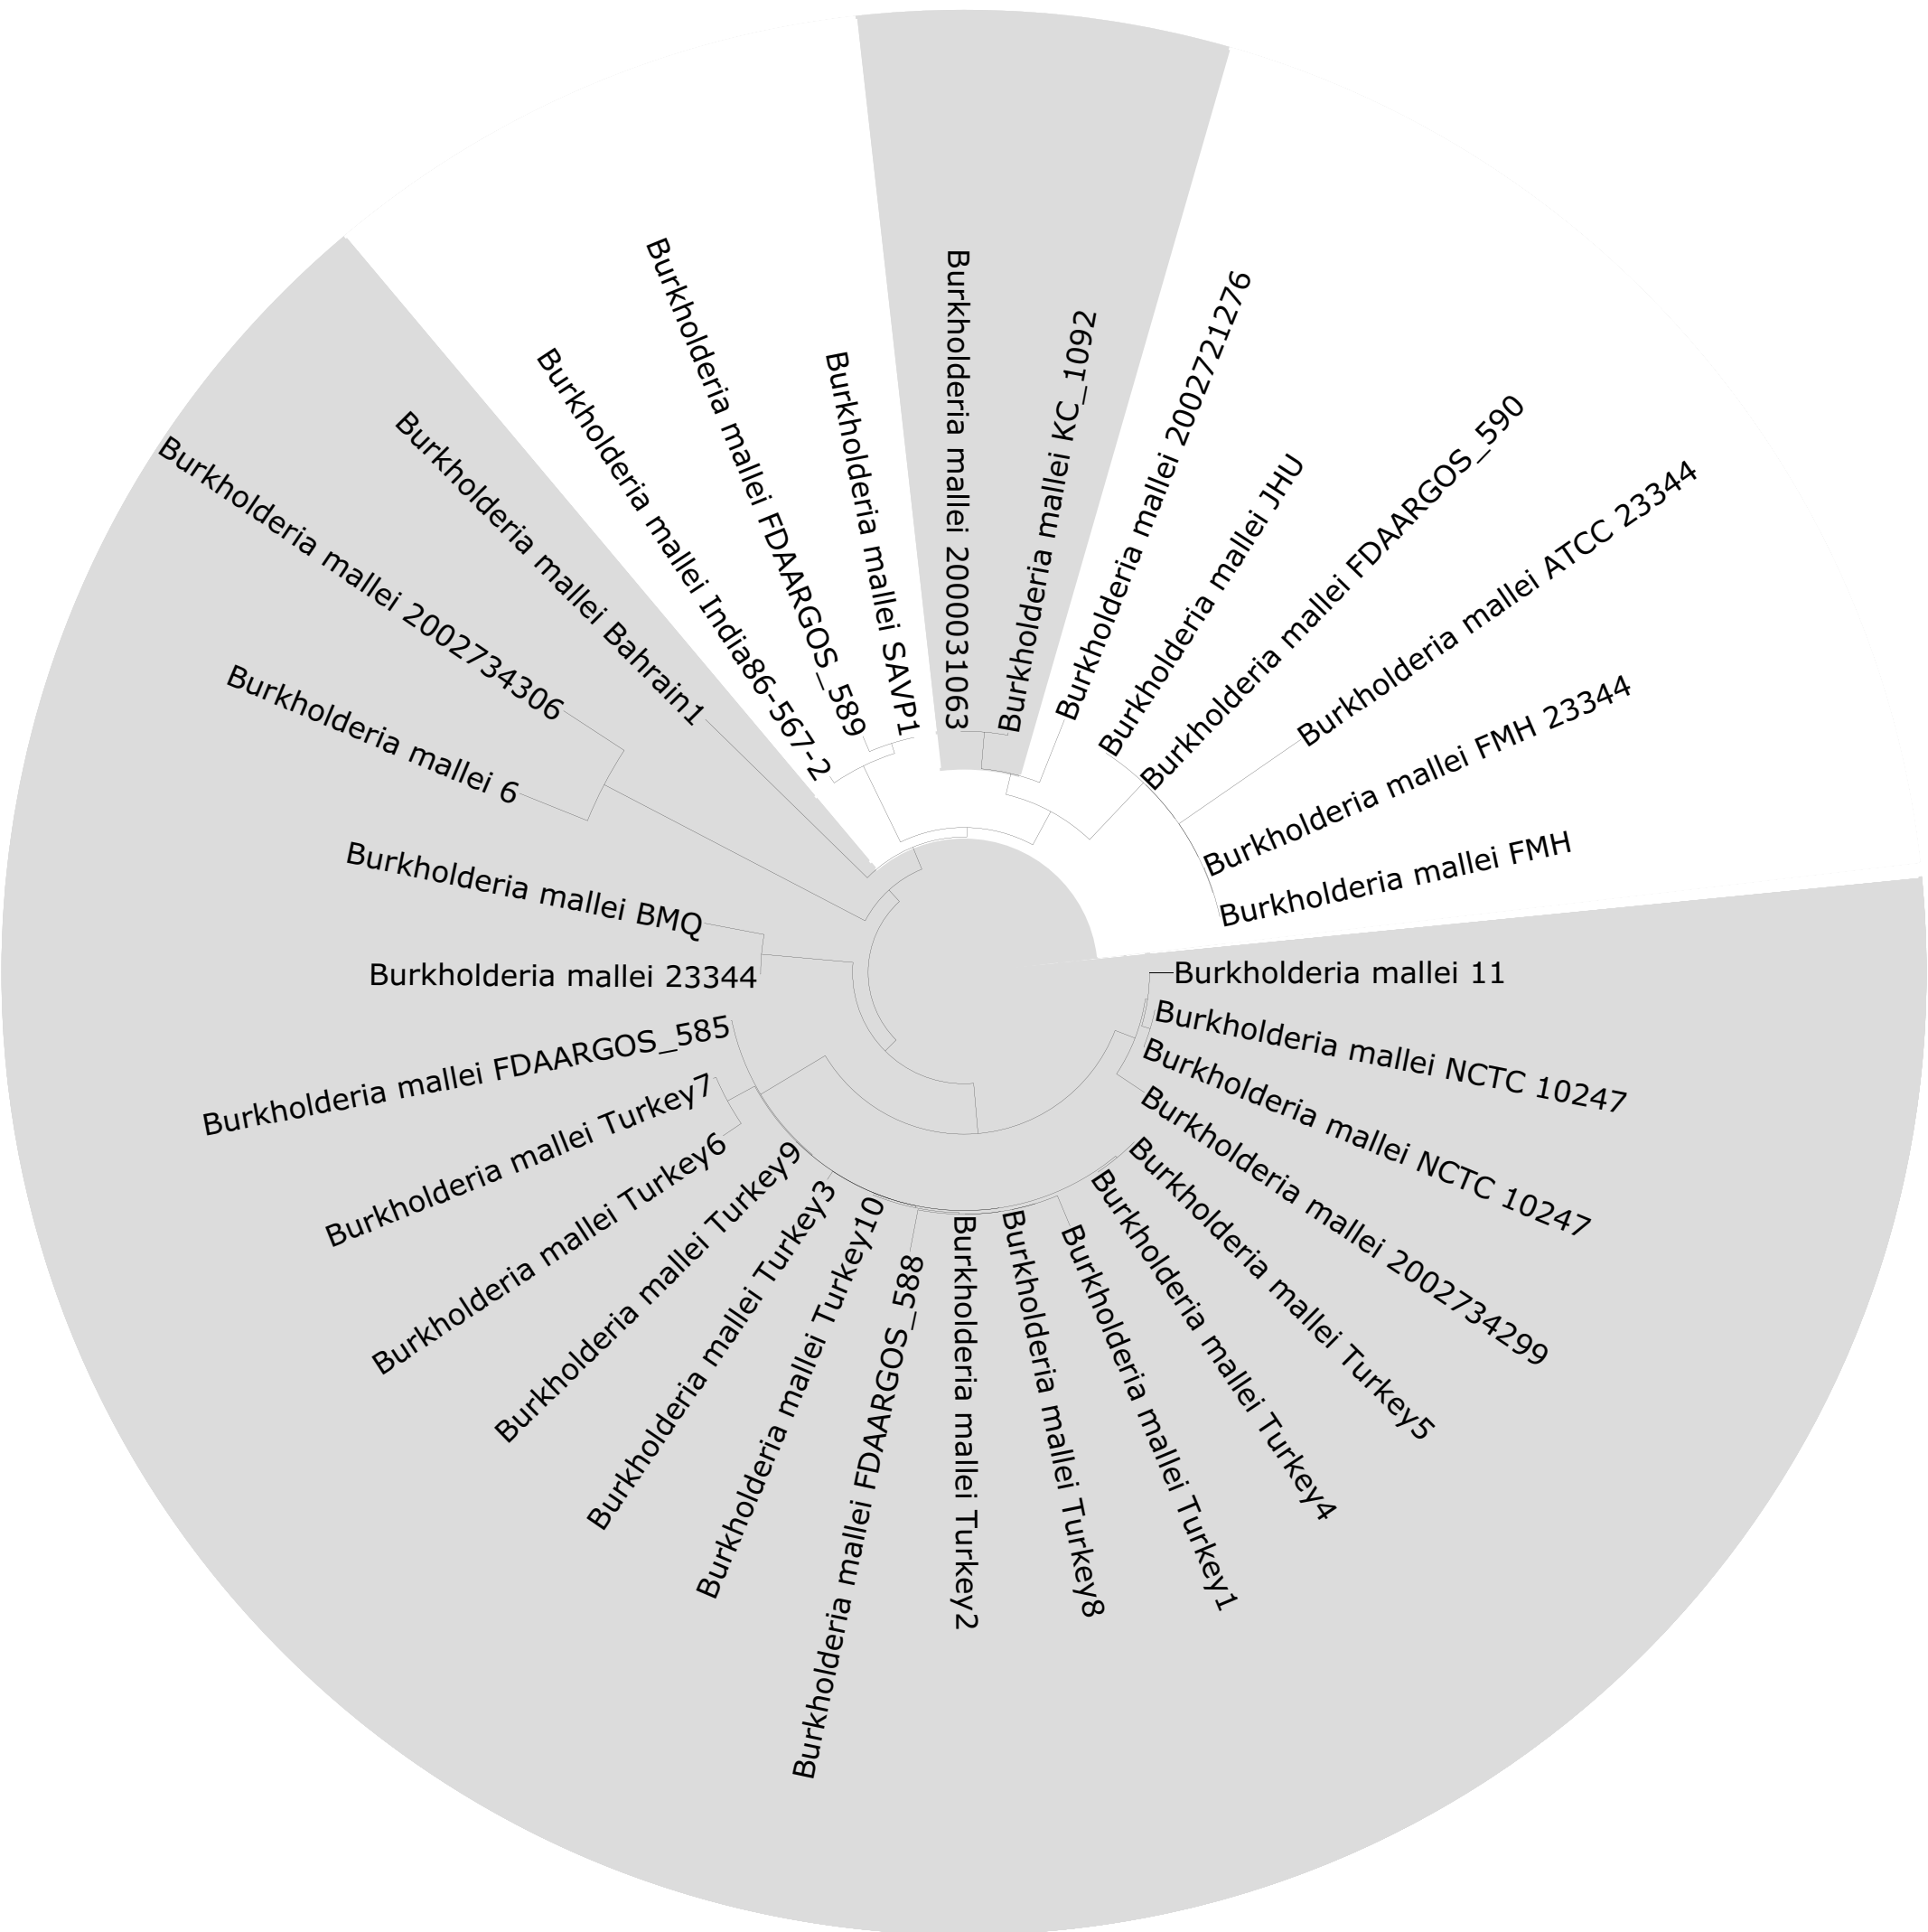 Burkholderia mallei 2000031063
Burkholderia mallei KC_1092
Burkholderia mallei 2002721276
Burkholderia mallei JHU
Burkholderia mallei FDAARGOS_590
Burkholderia mallei ATCC 23344
Burkholderia mallei FMH 23344
Burkholderia mallei FMH
Burkholderia mallei 11
Burkholderia mallei NCTC 10247
Burkholderia mallei NCTC 10247
Burkholderia mallei 2002734299
Burkholderia mallei Turkey5
Burkholderia mallei Turkey4
Burkholderia mallei Turkey1
Burkholderia mallei Turkey8
Burkholderia mallei Turkey2
Burkholderia mallei FDAARGOS_588
Burkholderia mallei Turkey10
Burkholderia mallei Turkey3
Burkholderia mallei Turkey9
Burkholderia mallei Turkey6
Burkholderia mallei Turkey7
Burkholderia mallei FDAARGOS_585
Burkholderia mallei 23344
Burkholderia mallei BMQ
Burkholderia mallei 6
Burkholderia mallei 2002734306
Burkholderia mallei Bahrain1
Burkholderia mallei India86-567-2
Burkholderia mallei FDAARGOS_589
Burkholderia mallei SAVP1